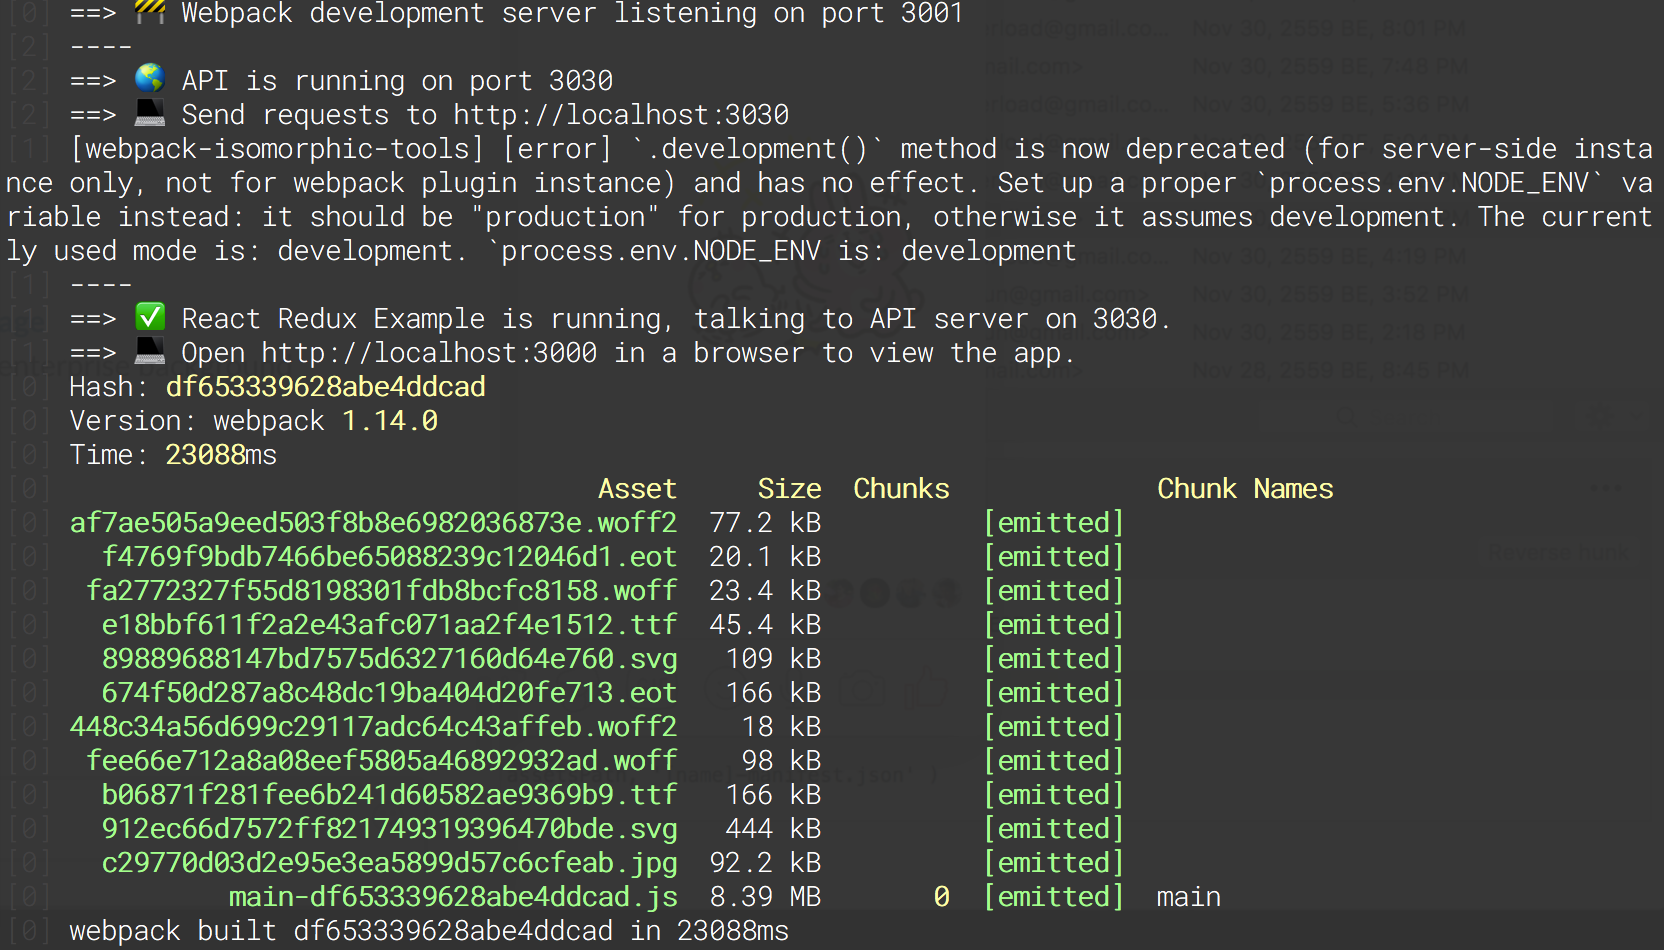 [0] ==> 🚧 Webpack development server listening on port 3001
[2] ----
[2] ==> 🌎 API is running on port 3030
[2] ==> 💻 Send requests to http://localhost:3030
[1] [webpack-isomorphic-tools] [error] `.development()` method is now deprecated (for server-side insta
nce only, not for webpack plugin instance) and has no effect. Set up a proper `process.env.NODE_ENV` va
riable instead: it should be "production" for production, otherwise it assumes development. The current
ly used mode is: development. `process.env.NODE_ENV is: development
[1] ----
[1] ==> ✅ React Redux Example is running, talking to API server on 3030.
[1] ==> 💻 Open http://localhost:3000 in a browser to view the app.
[0] Hash: df653339628abe4ddcad
[0] Version: webpack 1.14.0
[0] Time: 23088ms
[0] Asset Size Chunks Chunk Names
[0] af7ae505a9eed503f8b8e6982036873e.woff2 77.2 kB [emitted]
[0] f4769f9bdb7466be65088239c12046d1.eot 20.1 kB [emitted]
[0] fa2772327f55d8198301fdb8bcfc8158.woff 23.4 kB [emitted]
[0] e18bbf611f2a2e43afc071aa2f4e1512.ttf 45.4 kB [emitted]
[0] 89889688147bd7575d6327160d64e760.svg 109 kB [emitted]
[0] 674f50d287a8c48dc19ba404d20fe713.eot 166 kB [emitted]
[0] 448c34a56d699c29117adc64c43affeb.woff2 18 kB [emitted]
[0] fee66e712a8a08eef5805a46892932ad.woff 98 kB [emitted]
[0] b06871f281fee6b241d60582ae9369b9.ttf 166 kB [emitted]
[0] 912ec66d7572ff821749319396470bde.svg 444 kB [emitted]
[0] c29770d03d2e95e3ea5899d57c6cfeab.jpg 92.2 kB [emitted]
[0] main-df653339628abe4ddcad.js 8.39 MB 0 [emitted] main
[0] webpack built df653339628abe4ddcad in 23088ms